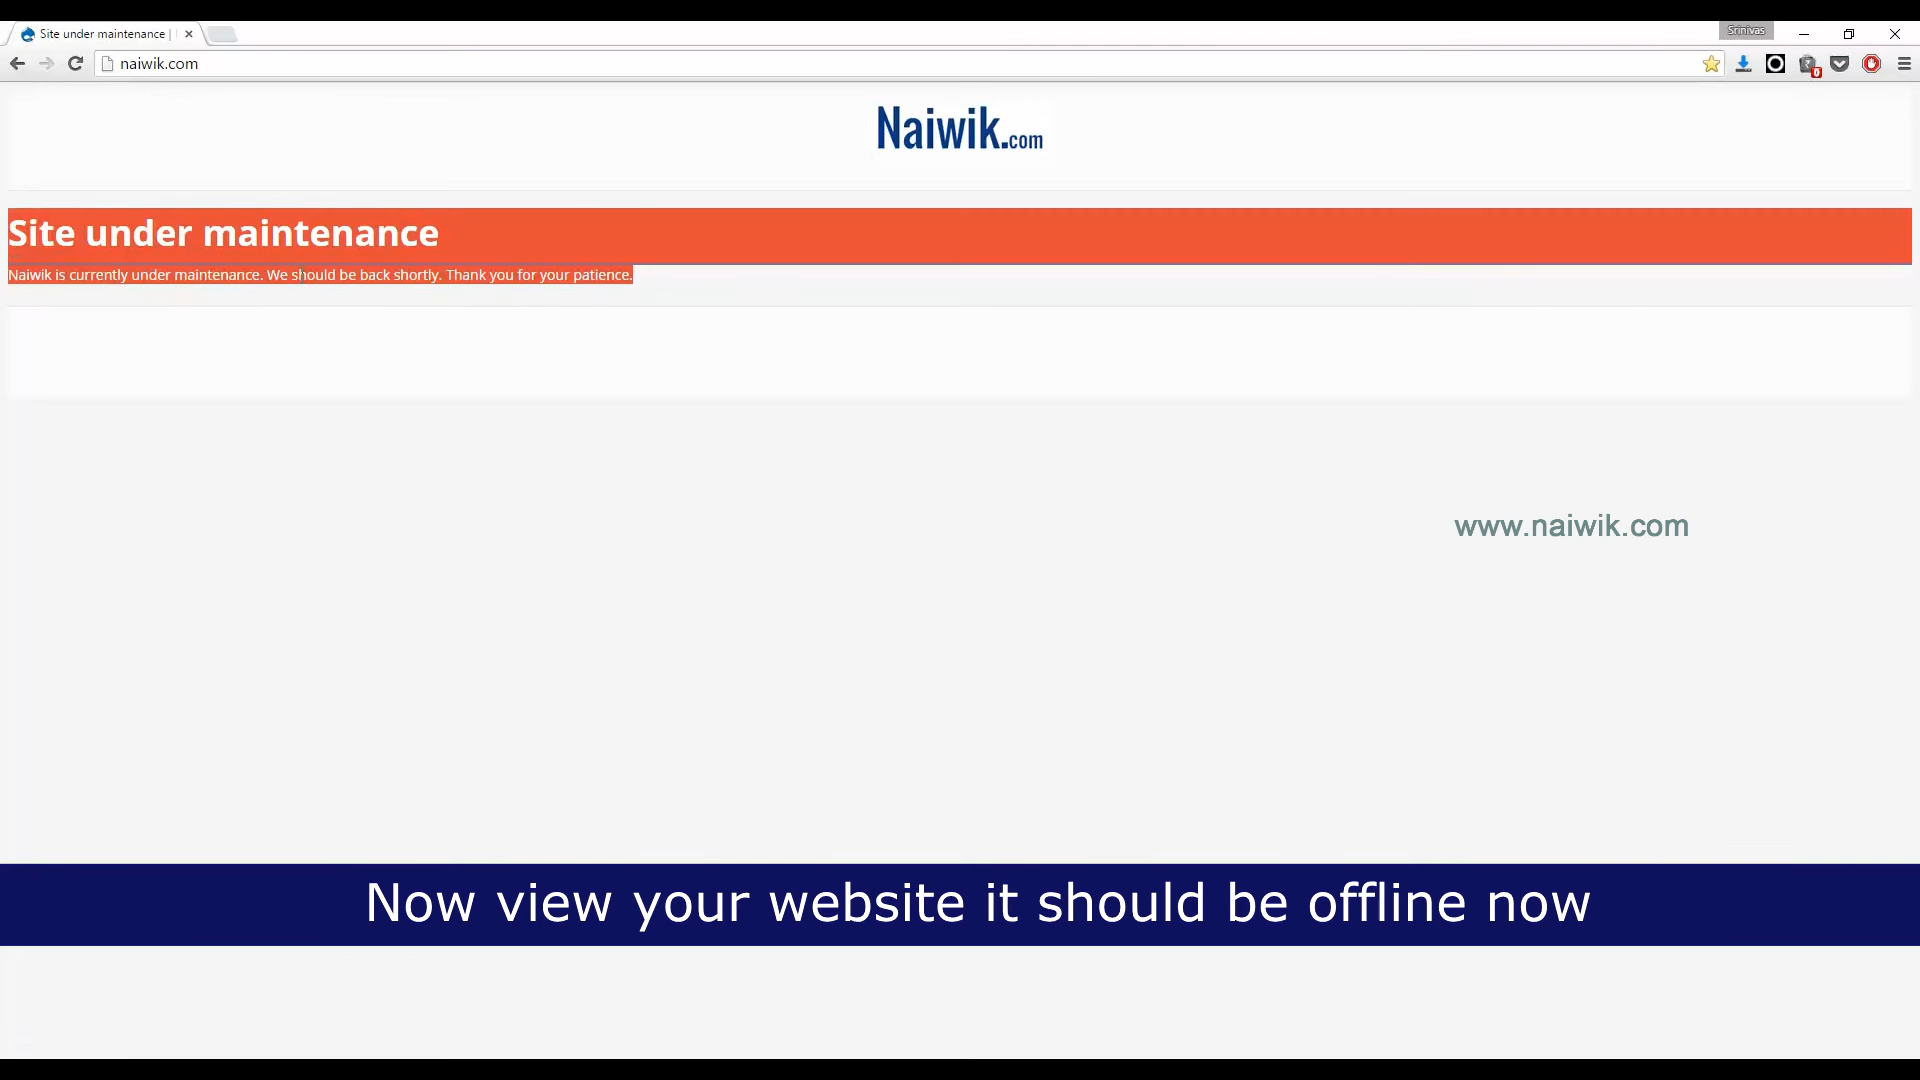 Site under maintenance |
Srinivas
naiwik.com
Naiwik.com
Site under maintenance
Naiwik is currently under maintenance. We should be back shortly. Thank you for your patience.
www.naiwik.com
Now view your website it should be offline now